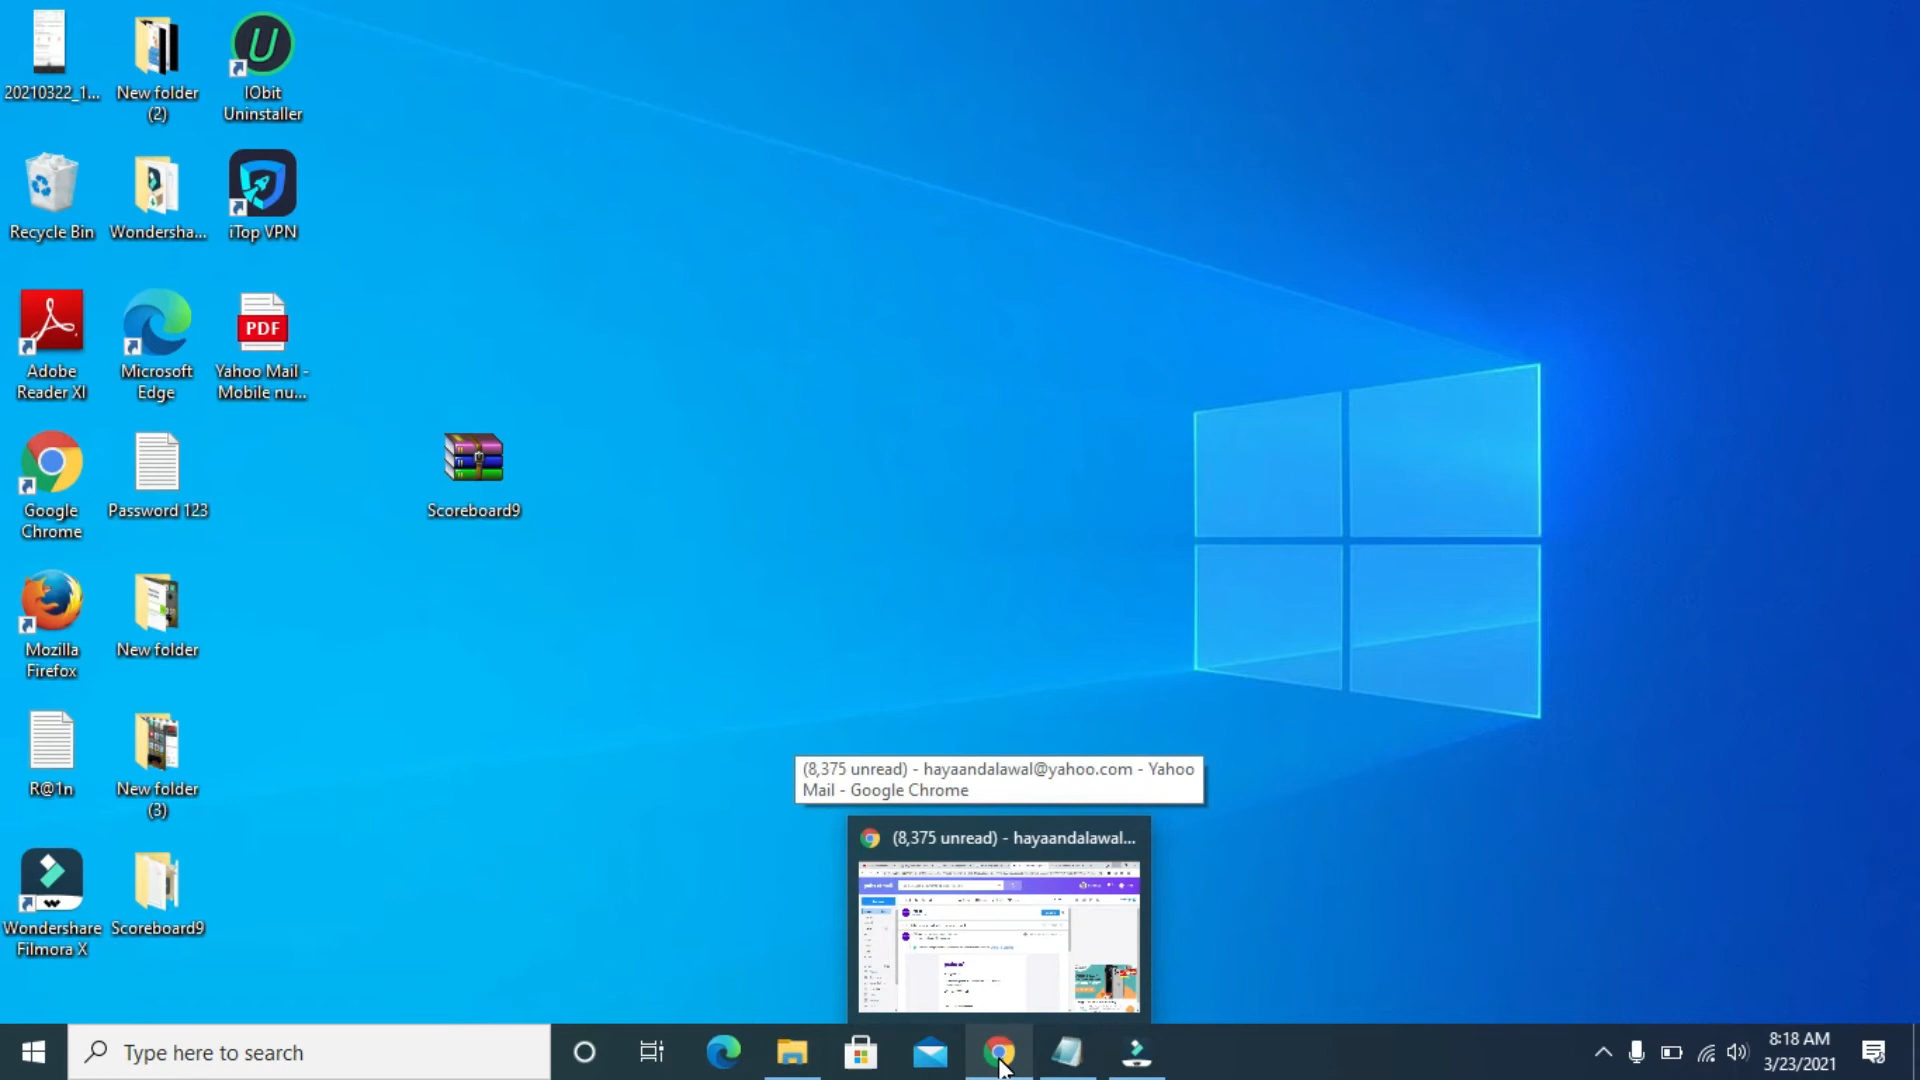 20210322_1...
New folder
(2)
IObit
Uninstaller
Recycle Bin
Wondersha...
iTop VPN
Adobe
Reader XI
Microsoft
Edge
PDF
Yahoo Mail -
Mobile nu...
Google
Chrome
Password 123
Scoreboard9
Mozilla
Firefox
New folder
R@1n
New folder
(3)
Wondershare
Filmora X
Scoreboard9
(8,375 unread) - hayaandalawal@yahoo.com - Yahoo
Mail - Google Chrome
(8,375 unread) - hayaandalawal...
Type here to search
8:18 AM
3/23/2021